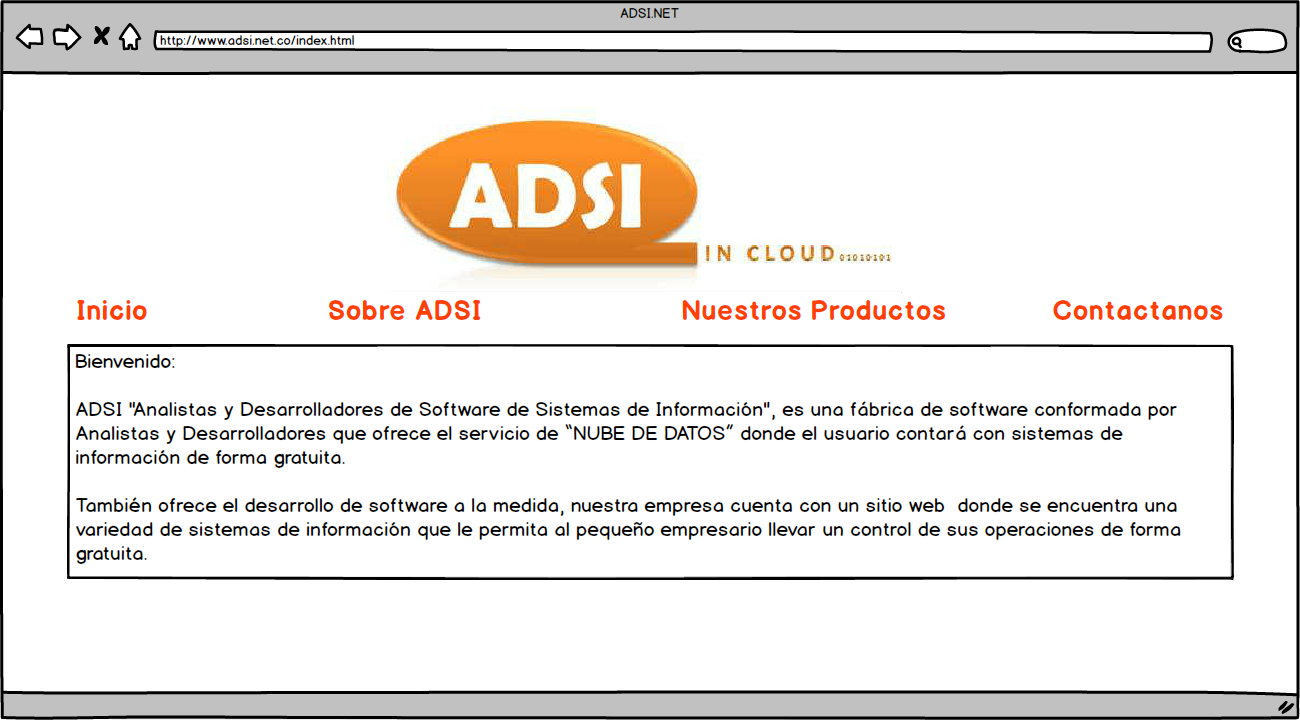 ADSI.NET
http://www.adsi.net.co/index.html
ADSI
IN CLOUD 01010101
Inicio Sobre ADSI Nuestros Productos Contactanos
Bienvenido:
ADSI "Analistas y Desarrolladores de Software de Sistemas de Información", es una fábrica de software conformada por
Analistas y Desarrolladores que ofrece el servicio de “NUBE DE DATOS” donde el usuario contará con sistemas de
información de forma gratuita.
También ofrece el desarrollo de software a la medida, nuestra empresa cuenta con un sitio web  donde se encuentra una
variedad de sistemas de información que le permita al pequeño empresario llevar un control de sus operaciones de forma
gratuita.